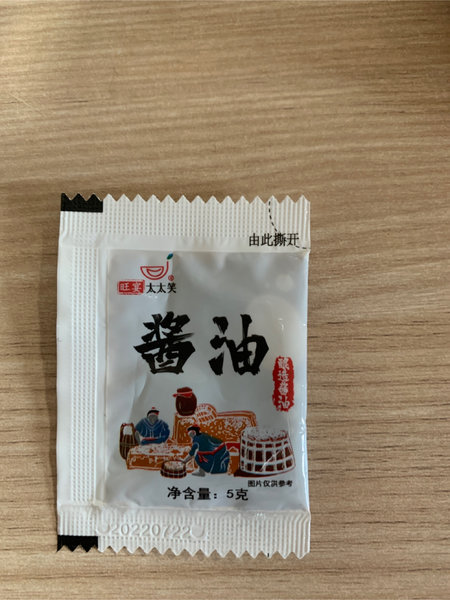 由此撕开
旺宴 太太笑®
酱油
酿造酱油
图片仅供参考
净含量：5克
20220722